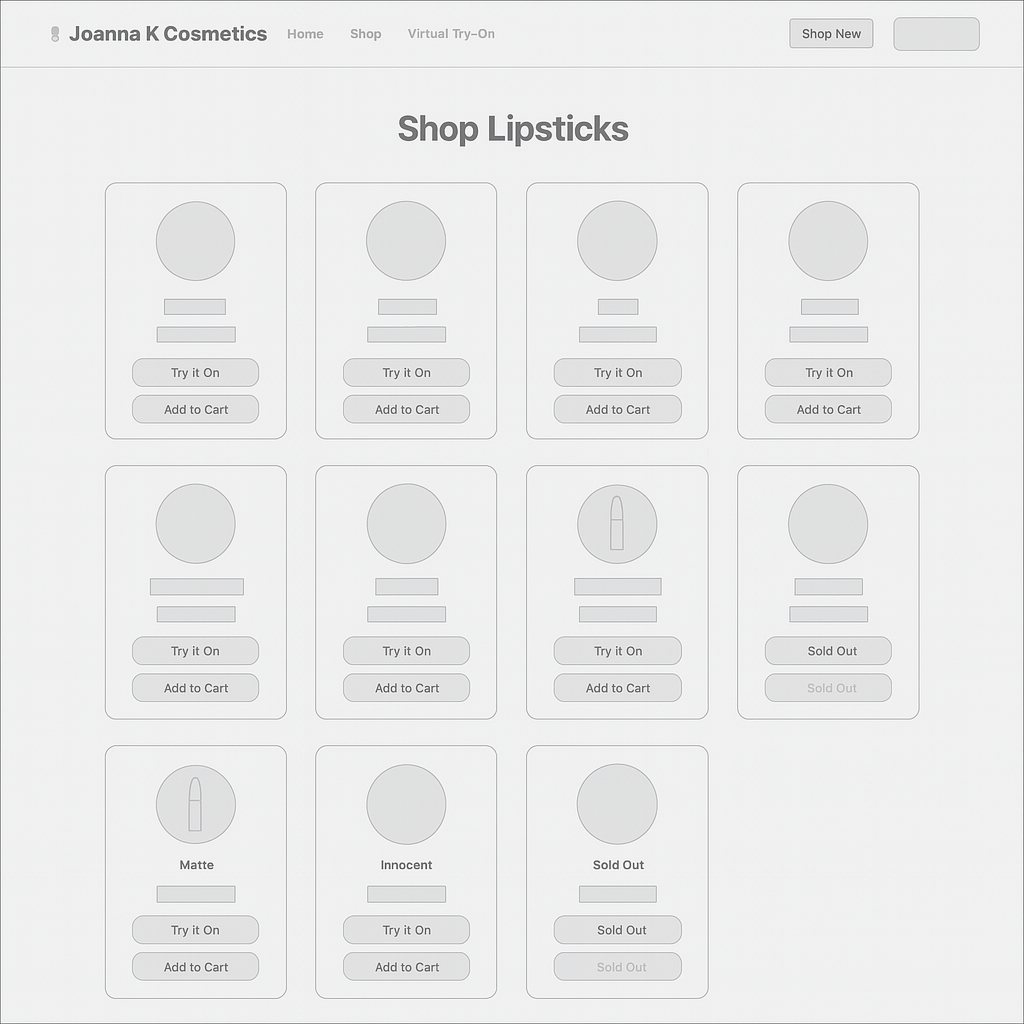 Joanna K Cosmetics Home Shop Virtual Try-On Shop New
Shop Lipsticks
Try it On Try it On Try it On Try it On
Add to Cart Add to Cart Add to Cart Add to Cart
Try it On Try it On Try it On Sold Out
Add to Cart Add to Cart Add to Cart Sold Out
Matte Innocent Sold Out
Try it On Try it On Sold Out
Add to Cart Add to Cart Sold Out